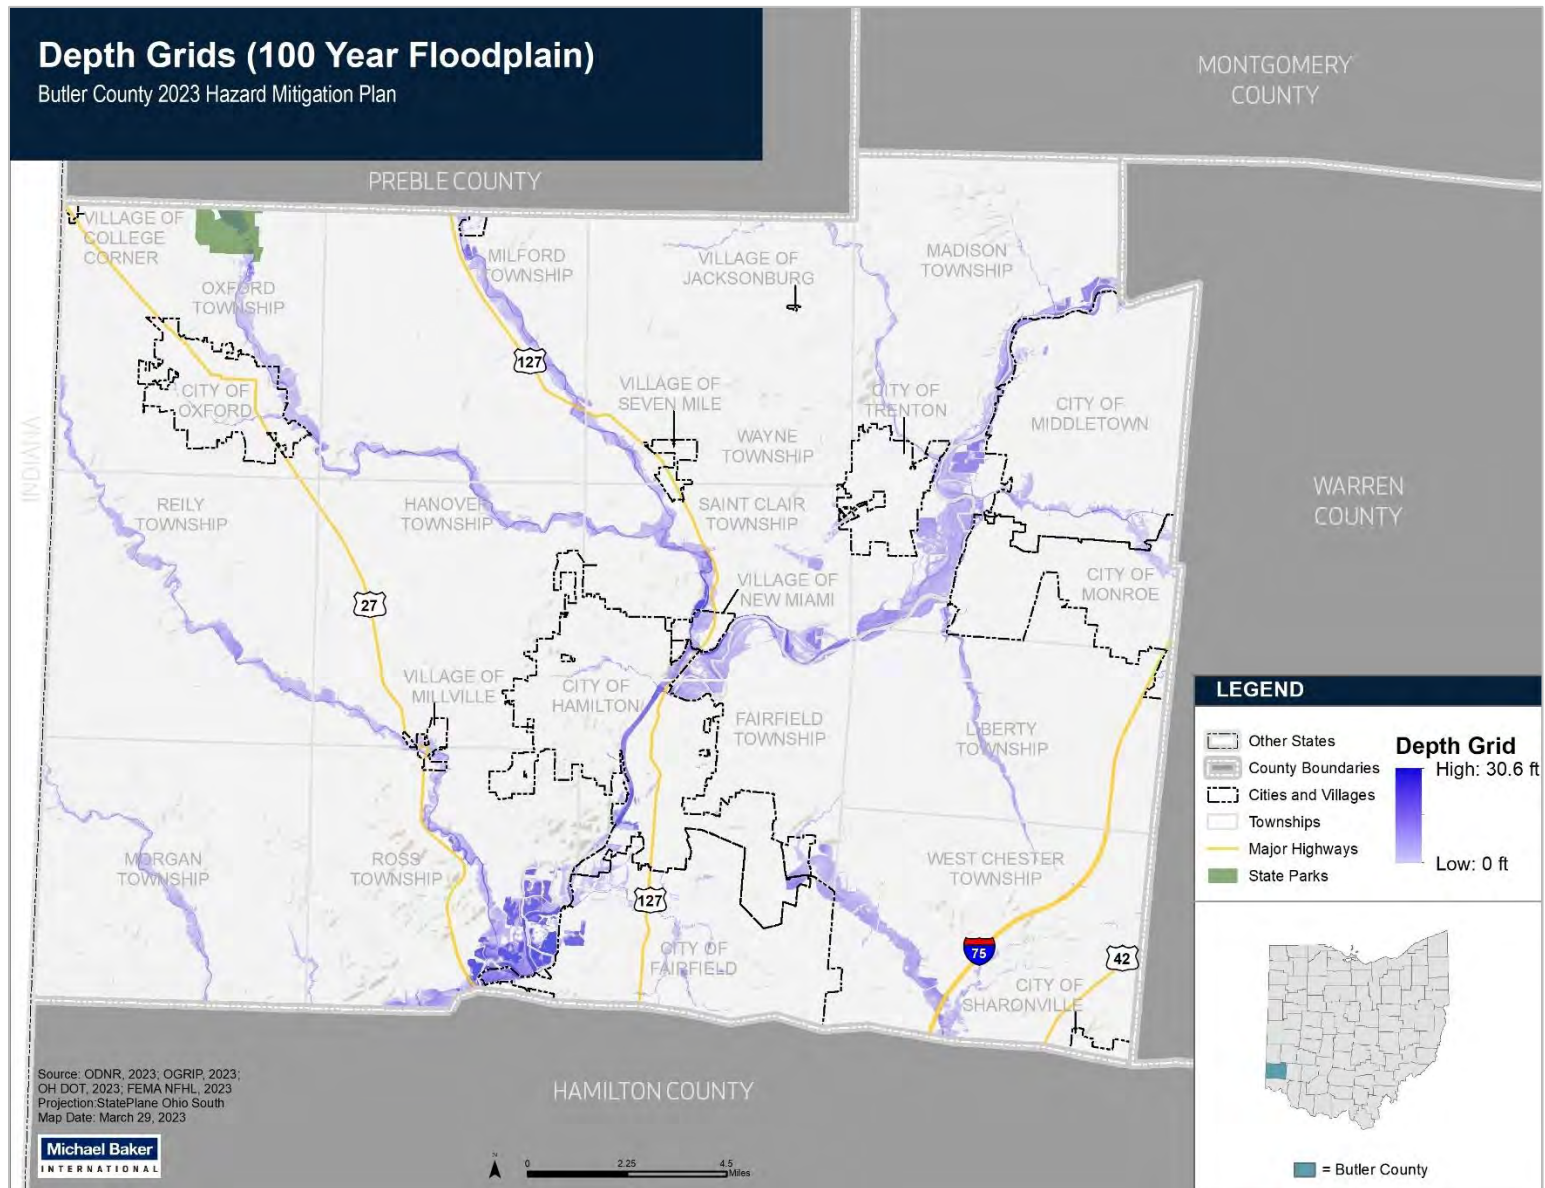 Depth Grids (100 Year Floodplain)
Butler County 2023 Hazard Mitigation Plan
MONTGOMERY
COUNTY
PREBLE COUNTY
VILLAGE OF
COLLEGE
CORNER
MILFORD
TOWNSHIP
VILLAGE OF
JACKSONBURG
MADISON
TOWNSHIP
OXFORD
TOWNSHIP
127
VILLAGE OF
SEVEN MILE
CITY OF
TRENTON
CITY OF
MIDDLETOWN
CITY OF
OXFORD
WAYNE
TOWNSHIP
INDIANA
WARREN
COUNTY
REILY
TOWNSHIP
HANOVER
TOWNSHIP
SAINT CLAIR
TOWNSHIP
27
VILLAGE OF
NEW MIAMI
CITY OF
MONROE
VILLAGE OF
MILLVILLE
CITY OF
HAMILTON
FAIRFIELD
TOWNSHIP
LIBERTY
TOWNSHIP
MORGAN
TOWNSHIP
ROSS
TOWNSHIP
WEST CHESTER
TOWNSHIP
127
CITY OF
FAIRFIELD
75
42
CITY OF
SHARONVILLE
HAMILTON COUNTY
LEGEND
Other States
County Boundaries
Cities and Villages
Townships
Major Highways
State Parks
Depth Grid
High: 30.6 ft
Low: 0 ft
= Butler County
Source: ODNR, 2023; OGRIP, 2023;
OH DOT, 2023; FEMA NFHL, 2023
Projection:StatePlane Ohio South
Map Date: March 29, 2023
Michael Baker
INTERNATIONAL
N
0 2.25 4.5
Miles